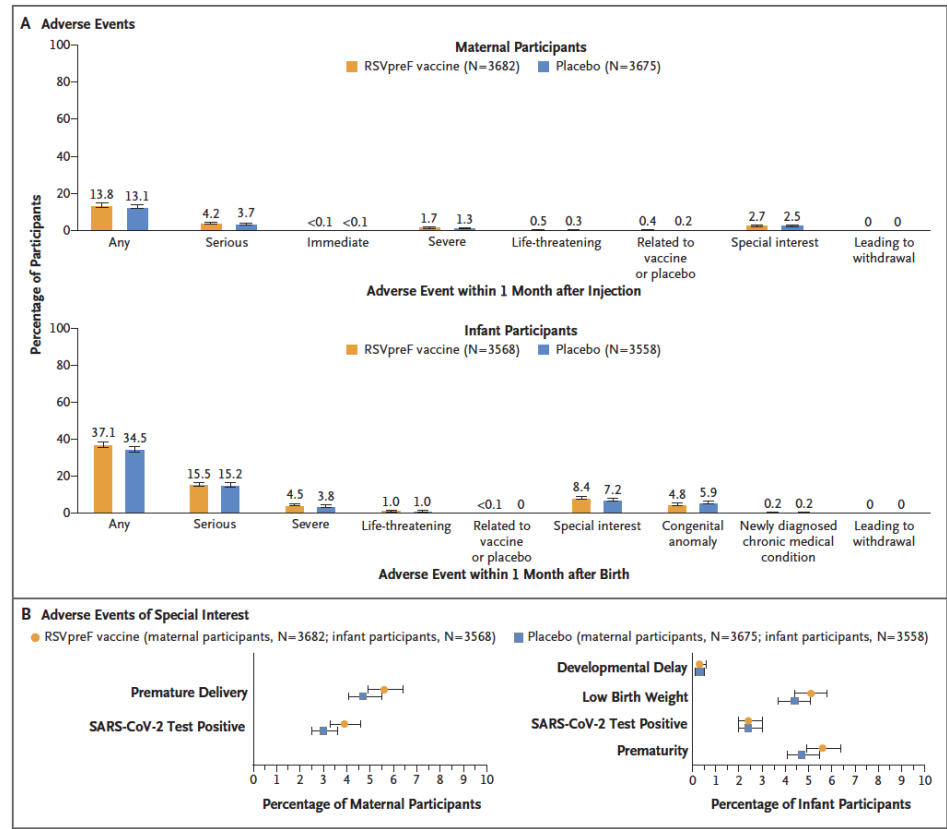 A Adverse Events
Maternal Participants
RSVpreF vaccine (N=3682) Placebo (N=3675)
Percentage of Participants
100
80
60
40
20
0
13.8 13.1
4.2 3.7
<0.1 <0.1
1.7 1.3
0.5 0.3
0.4 0.2
2.7 2.5
0 0
Any
Serious
Immediate
Severe
Life-threatening
Related to
vaccine
or placebo
Special interest
Leading to
withdrawal
Adverse Event within 1 Month after Injection
Infant Participants
RSVpreF vaccine (N=3568) Placebo (N=3558)
100
80
60
40
20
0
37.1 34.5
15.5 15.2
4.5 3.8
1.0 1.0
<0.1 0
8.4 7.2
4.8 5.9
0.2 0.2
0 0
Any
Serious
Severe
Life-threatening
Related to
vaccine
or placebo
Special interest
Congenital
anomaly
Newly diagnosed
chronic medical
condition
Leading to
withdrawal
Adverse Event within 1 Month after Birth
B Adverse Events of Special Interest
RSVpreF vaccine (maternal participants, N=3682; infant participants, N=3568) Placebo (maternal participants, N=3675; infant participants, N=3558)
Premature Delivery
SARS-CoV-2 Test Positive
0 1 2 3 4 5 6 7 8 9 10
Percentage of Maternal Participants
Developmental Delay
Low Birth Weight
SARS-CoV-2 Test Positive
Prematurity
0 1 2 3 4 5 6 7 8 9 10
Percentage of Infant Participants